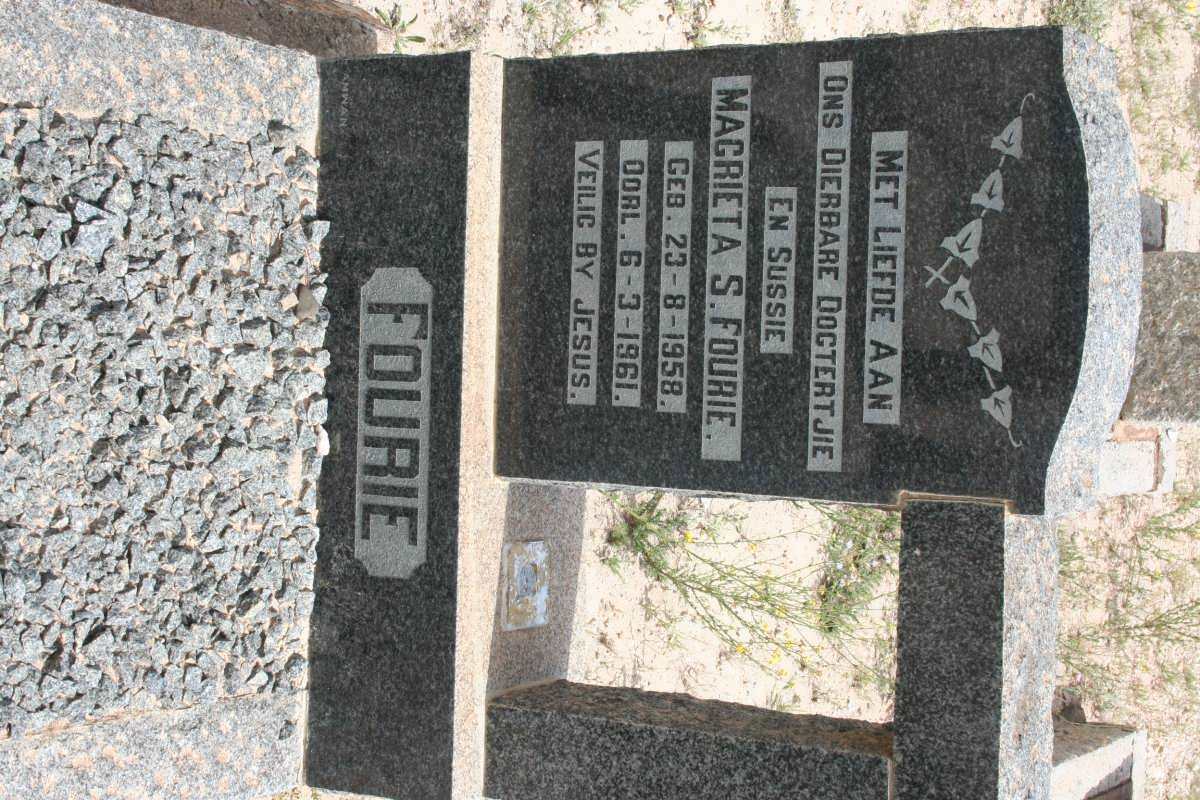 MET LIEFDE AAN
ONS DIERBARE DOCTERTJIE
EN SUSSIE
MAGRIETA S. FOURIE.
GEB. 23-8-1958.
OORL. 6-3-1961.
VEILIG BY JESUS.
FOURIE